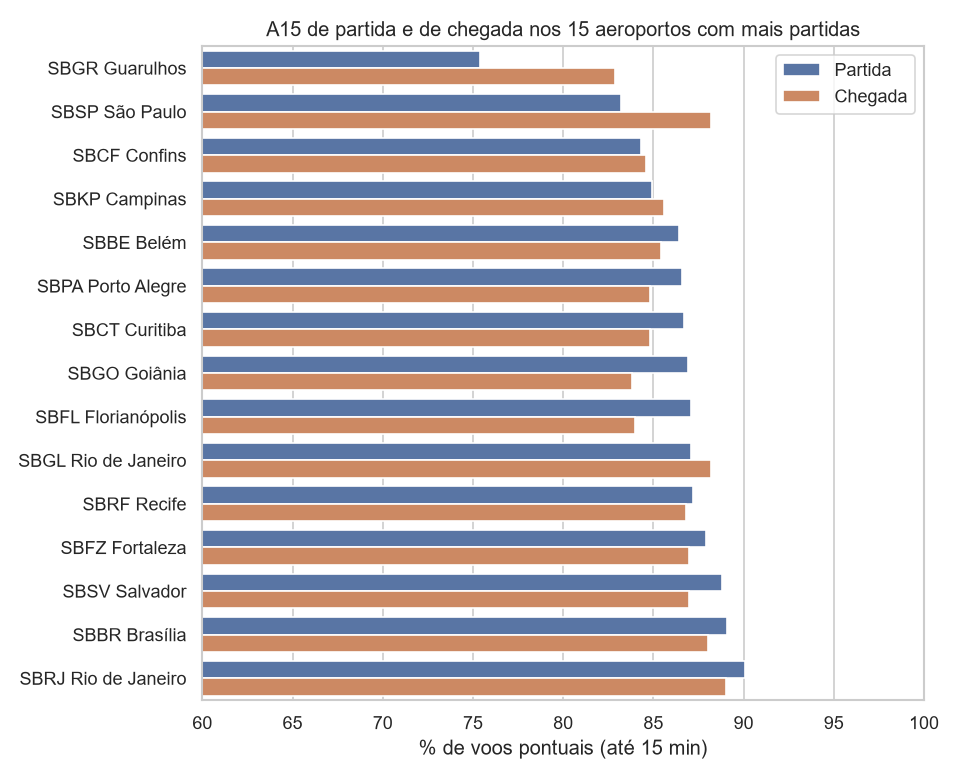 A15 de partida e de chegada nos 15 aeroportos com mais partidas
Partida
Chegada
SBGR Guarulhos
SBSP São Paulo
SBCF Confins
SBKP Campinas
SBBE Belém
SBPA Porto Alegre
SBCT Curitiba
SBGO Goiânia
SBFL Florianópolis
SBGL Rio de Janeiro
SBRF Recife
SBFZ Fortaleza
SBSV Salvador
SBBR Brasília
SBRJ Rio de Janeiro
60 65 70 75 80 85 90 95 100
% de voos pontuais (até 15 min)